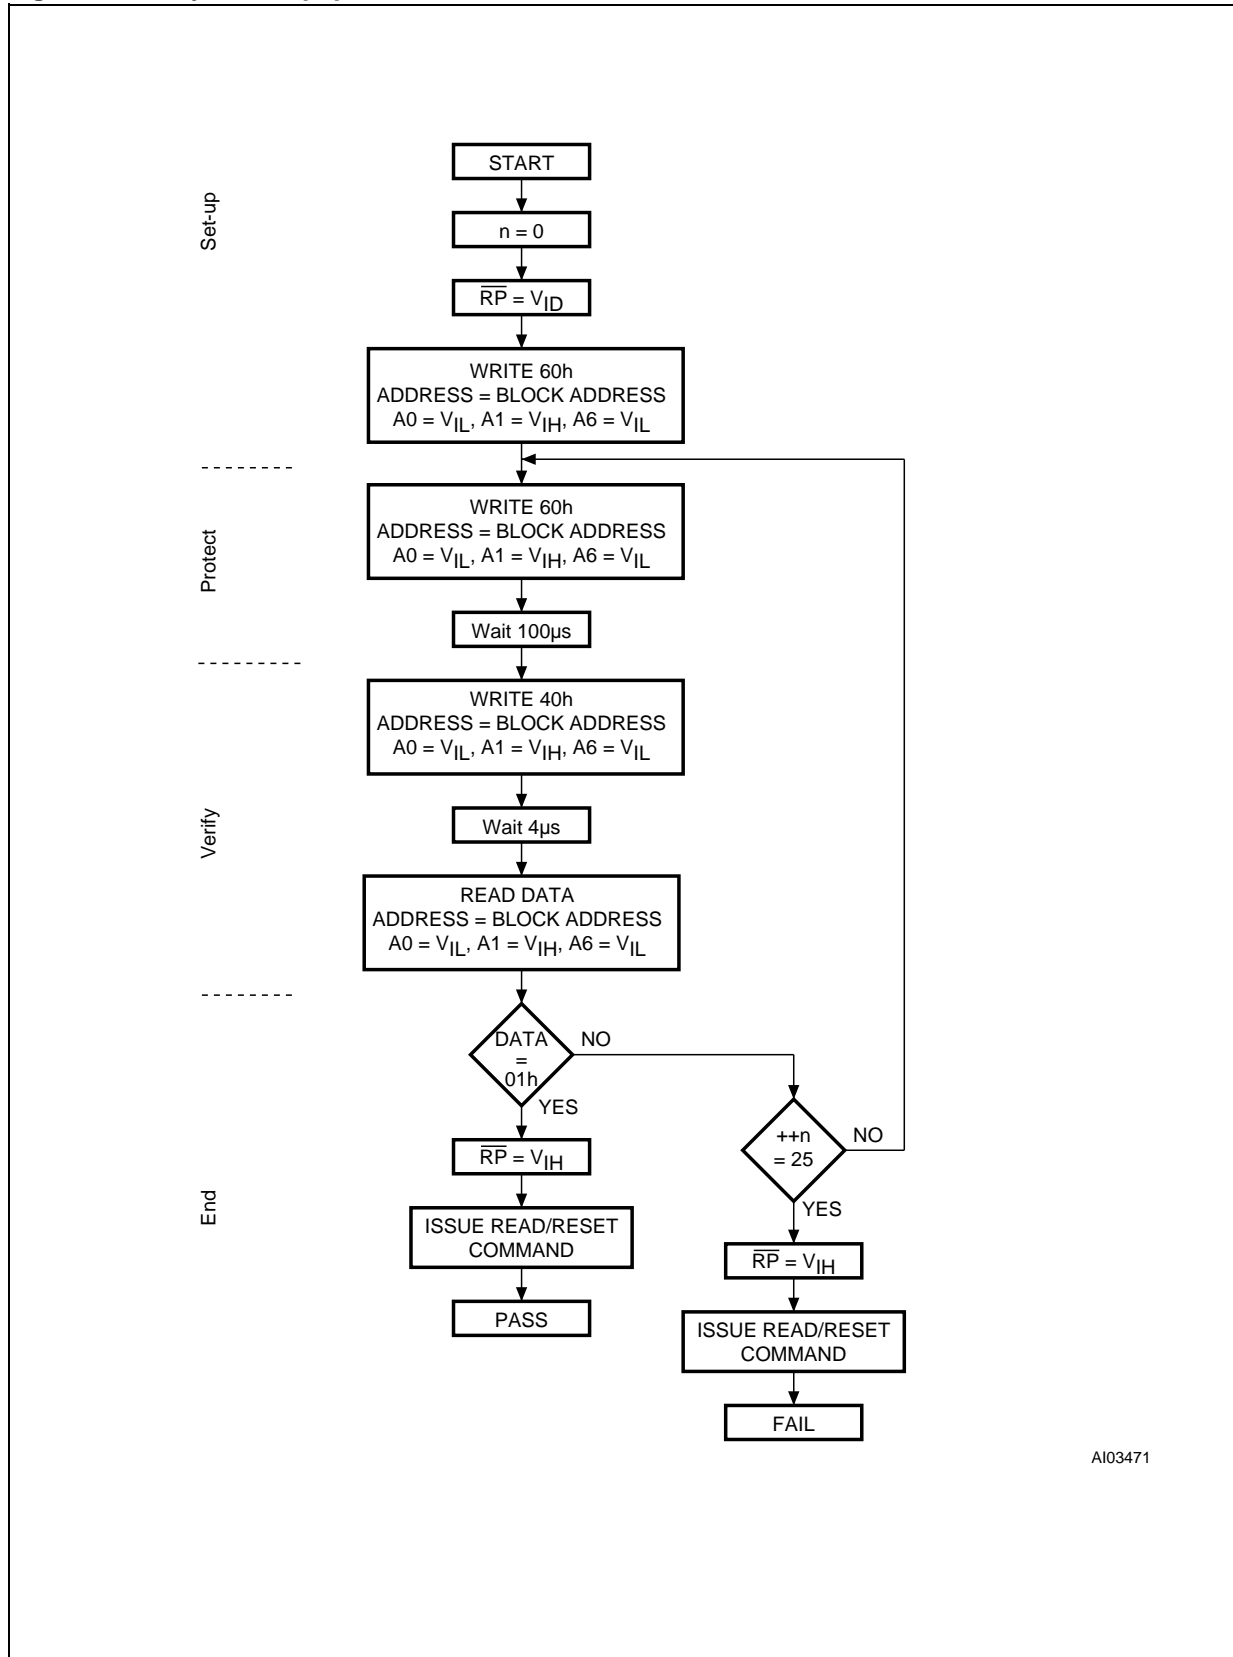 START
Set-up
n = 0
RP = VID
WRITE 60h
ADDRESS = BLOCK ADDRESS
A0 = VIL, A1 = VIH, A6 = VIL
Protect
WRITE 60h
ADDRESS = BLOCK ADDRESS
A0 = VIL, A1 = VIH, A6 = VIL
Wait 100µs
Verify
WRITE 40h
ADDRESS = BLOCK ADDRESS
A0 = VIL, A1 = VIH, A6 = VIL
Wait 4µs
READ DATA
ADDRESS = BLOCK ADDRESS
A0 = VIL, A1 = VIH, A6 = VIL
End
DATA
=
01h
NO
YES
++n
= 25
NO
YES
RP = VIH
ISSUE READ/RESET
COMMAND
PASS
RP = VIH
ISSUE READ/RESET
COMMAND
FAIL
AI03471